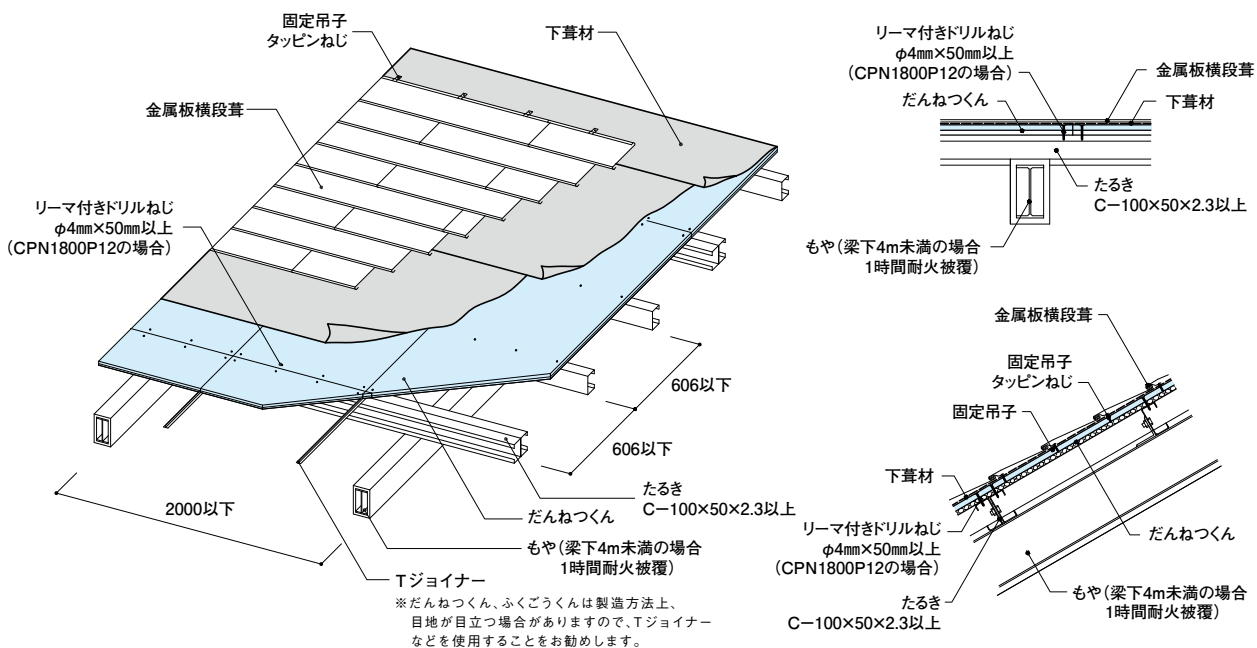 固定吊子
タッピンねじ
下葺材
金属板横段葺
リーマ付きドリルねじ
φ4mm×50mm以上
(CPN1800P12の場合)
606以下
606以下
2000以下
たるき
C−100×50×2.3以上
だんねつくん
もや(梁下4m未満の場合
1時間耐火被覆)
Tジョイナー
※だんねつくん、ふくごうくんは製造方法上、
目地が目立つ場合がありますので、Tジョイナー
などを使用することをお勧めします。
リーマ付きドリルねじ
φ4mm×50mm以上
(CPN1800P12の場合)
金属板横段葺
だんねつくん
下葺材
たるき
C−100×50×2.3以上
もや(梁下4m未満の場合
1時間耐火被覆)
金属板横段葺
固定吊子
タッピンねじ
固定吊子
下葺材
リーマ付きドリルねじ
φ4mm×50mm以上
(CPN1800P12の場合)
だんねつくん
たるき
C−100×50×2.3以上
もや(梁下4m未満の場合
1時間耐火被覆)